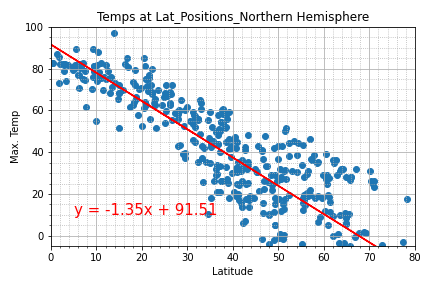 Temps at Lat_Positions_Northern Hemisphere
100
80
60
40
20
0
Max. Temp
y = -1.35x + 91.51
0 10 20 30 40 50 60 70 80
Latitude